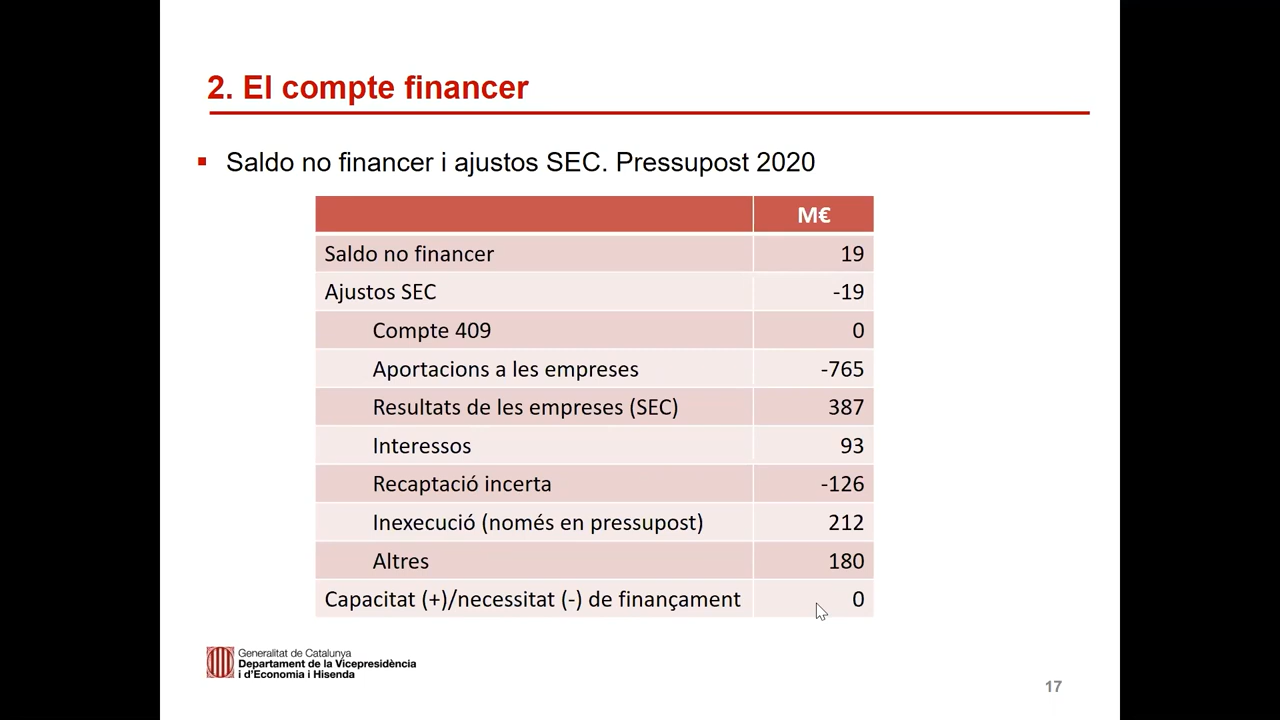 2. El compte financer
Saldo no financer i ajustos SEC. Pressupost 2020
M€
Saldo no financer 19
Ajustos SEC -19
Compte 409 0
Aportacions a les empreses -765
Resultats de les empreses (SEC) 387
Interessos 93
Recaptació incerta -126
Inexecució (només en pressupost) 212
Altres 180
Capacitat (+)/necessitat (-) de finançament 0
Generalitat de Catalunya
Departament de la Vicepresidència
i d'Economia i Hisenda
17